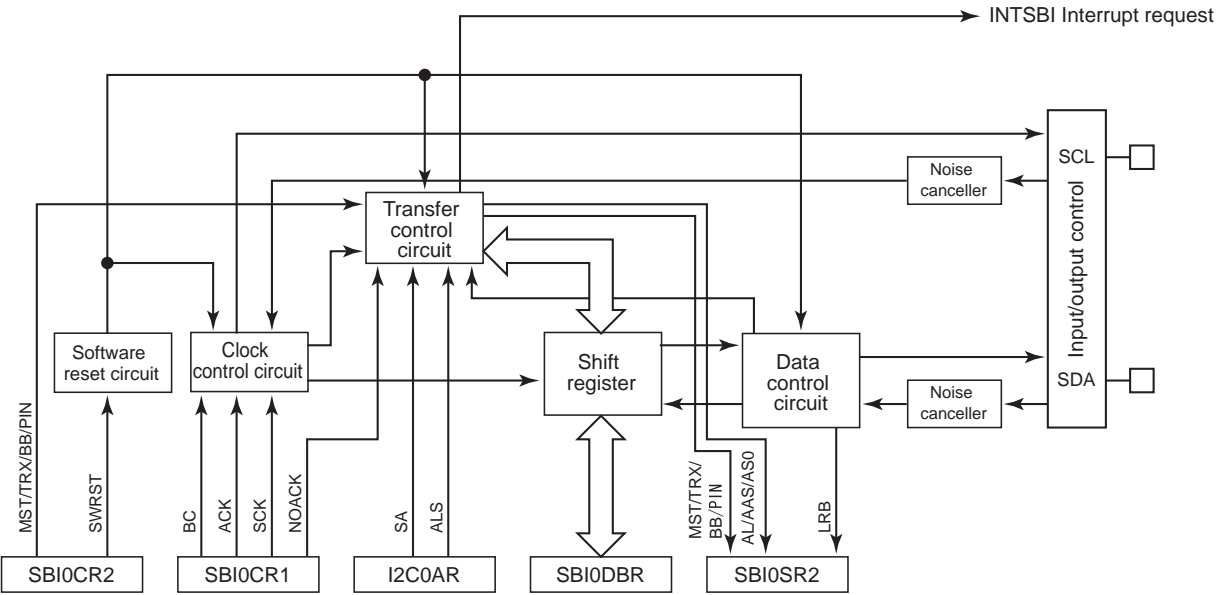 INTSBI Interrupt request
SCL
Noise
canceller
Input/output control
Transfer
control
circuit
Software
reset circuit
Clock
control circuit
Shift
register
Data
control
circuit
SDA
Noise
canceller
MST/TRX/BB/PIN
SWRST
BC
ACK
SCK
NOACK
SA
ALS
MST/TRX/
BB/PIN
AL/AAS/AS0
LRB
SBI0CR2
SBI0CR1
I2C0AR
SBI0DBR
SBI0SR2